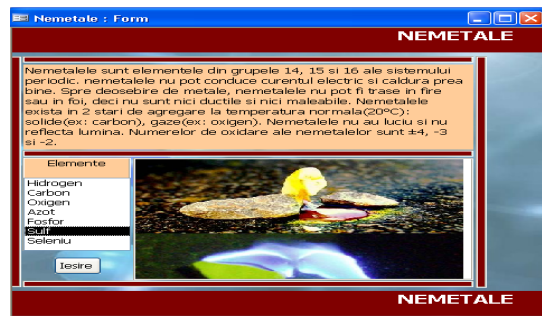 Nemetale : Form
NEMETALE
Nemetalele sunt elementele din grupele 14, 15 si 16 ale sistemului
periodic. nemetalele nu pot conduce curentul electric si caldura prea
bine. Spre deosebire de metale, nemetalele nu pot fi trase in fire
sau in foi, deci nu sunt nici ductile si nici maleabile. Nemetalele
exista in 2 stari de agregare la temperatura normala(20ºC):
solide(ex: carbon), gaze(ex: oxigen). Nemetalele nu au luciu si nu
reflecta lumina. Numerelor de oxidare ale nemetalelor sunt ±4, -3
si -2.
Elemente
Hidrogen
Carbon
Oxigen
Azot
Fosfor
Sulf
Seleniu
Iesire
NEMETALE